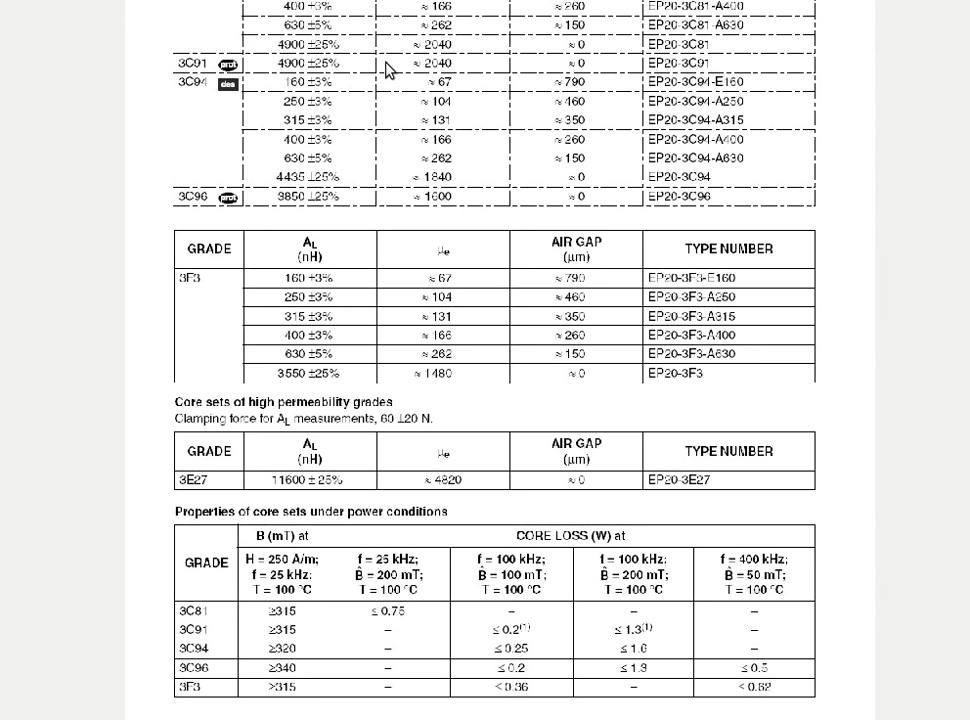 400 ±3% ≈ 166 ≈ 260 EP20-3C81-A400
630 ±5% ≈ 262 ≈ 150 EP20-3C81-A630
4900 ±25% ≈ 2040 ≈ 0 EP20-3C81
3C91 prot 4900 ±25% ≈ 2040 ≈ 0 EP20-3C91
3C94 des 160 ±3% ≈ 67 ≈ 790 EP20-3C94-E160
250 ±3% ≈ 104 ≈ 460 EP20-3C94-A250
315 ±3% ≈ 131 ≈ 350 EP20-3C94-A315
400 ±3% ≈ 166 ≈ 260 EP20-3C94-A400
630 ±5% ≈ 262 ≈ 150 EP20-3C94-A630
4435 ±25% ≈ 1840 ≈ 0 EP20-3C94
3C96 prot 3850 ±25% ≈ 1600 ≈ 0 EP20-3C96
GRADE AL (nH) μe AIR GAP (μm) TYPE NUMBER
3F3 160 ±3% ≈ 67 ≈ 790 EP20-3F3-E160
250 ±3% ≈ 104 ≈ 460 EP20-3F3-A250
315 ±3% ≈ 131 ≈ 350 EP20-3F3-A315
400 ±3% ≈ 166 ≈ 260 EP20-3F3-A400
630 ±5% ≈ 262 ≈ 150 EP20-3F3-A630
3550 ±25% ≈ 1480 ≈ 0 EP20-3F3
Core sets of high permeability grades
Clamping force for AL measurements, 60 ±20 N.
GRADE AL (nH) μe AIR GAP (μm) TYPE NUMBER
3E27 11600 ± 25% ≈ 4820 ≈ 0 EP20-3E27
Properties of core sets under power conditions
GRADE B (mT) at CORE LOSS (W) at
H = 250 A/m; f = 25 kHz; f = 100 kHz; f = 100 kHz; f = 400 kHz;
f = 25 kHz; B̂ = 200 mT; B̂ = 100 mT; B̂ = 200 mT; B̂ = 50 mT;
T = 100 °C T = 100 °C T = 100 °C T = 100 °C T = 100 °C
3C81 ≥315 ≤ 0.75 – – –
3C91 ≥315 – ≤ 0.2(1) ≤ 1.3(1) –
3C94 ≥320 – ≤ 0.25 ≤ 1.6 –
3C96 ≥340 – ≤ 0.2 ≤ 1.3 ≤ 0.5
3F3 ≥315 – ≤ 0.36 – ≤ 0.62